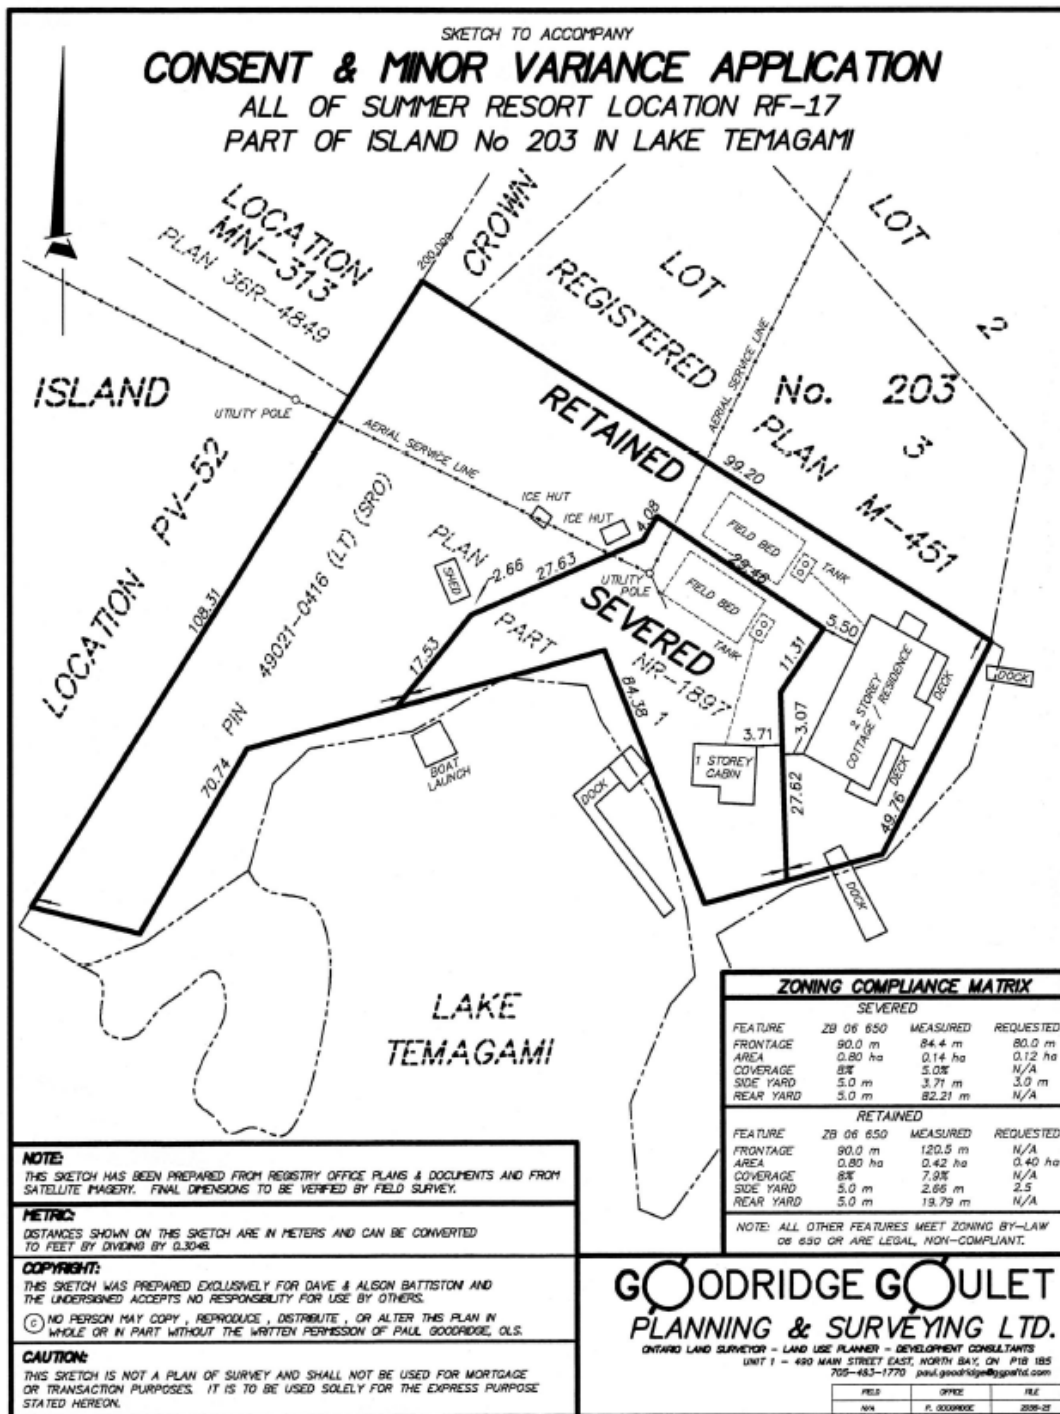 SKETCH TO ACCOMPANY
CONSENT & MINOR VARIANCE APPLICATION
ALL OF SUMMER RESORT LOCATION RF-17
PART OF ISLAND No 203 IN LAKE TEMAGAMI
LOCATION
MN-313
PLAN 36R-4849
200.000
CROWN
LOT
REGISTERED
LOT
2
ISLAND
No. 203
3
PLAN
M-451
UTILITY POLE
AERIAL SERVICE LINE
AERIAL SERVICE LINE
RETAINED
99.20
LOCATION PV-52
108.31
PIN 49021-0416 (LT) (SRO)
PLAN
ICE HUT
ICE HUT
4.08
SHED
2.66
27.63
UTILITY
POLE
FIELD BED
TANK
29.46
FIELD BED
TANK
SEVERED
PART
NR-1897
1
17.53
84.38
11.31
5.50
3.07
3.71
27.62
2 STOREY
COTTAGE / RESIDENCE
DECK
DECK
DOCK
1 STOREY
CABIN
49.76
70.74
BOAT
LAUNCH
DOCK
DOCK
LAKE
TEMAGAMI
ZONING COMPLIANCE MATRIX
SEVERED
FEATURE ZB 06 650 MEASURED REQUESTED
FRONTAGE 90.0 m 84.4 m 80.0 m
AREA 0.80 ha 0.14 ha 0.12 ha
COVERAGE 8% 5.0% N/A
SIDE YARD 5.0 m 3.71 m 3.0 m
REAR YARD 5.0 m 82.21 m N/A
RETAINED
FEATURE ZB 06 650 MEASURED REQUESTED
FRONTAGE 90.0 m 120.5 m N/A
AREA 0.80 ha 0.42 ha 0.40 ha
COVERAGE 8% 7.9% N/A
SIDE YARD 5.0 m 2.66 m 2.5
REAR YARD 5.0 m 19.79 m N/A
NOTE: ALL OTHER FEATURES MEET ZONING BY-LAW
06 650 OR ARE LEGAL, NON-COMPLIANT.
NOTE:
THIS SKETCH HAS BEEN PREPARED FROM REGISTRY OFFICE PLANS & DOCUMENTS AND FROM
SATELLITE IMAGERY. FINAL DIMENSIONS TO BE VERIFIED BY FIELD SURVEY.
METRIC:
DISTANCES SHOWN ON THIS SKETCH ARE IN METERS AND CAN BE CONVERTED
TO FEET BY DIVIDING BY 0.3048.
COPYRIGHT:
THIS SKETCH WAS PREPARED EXCLUSIVELY FOR DAVE & ALISON BATTISTONI AND
THE UNDERSIGNED ACCEPTS NO RESPONSIBILITY FOR USE BY OTHERS.
© NO PERSON MAY COPY , REPRODUCE , DISTRIBUTE , OR ALTER THIS PLAN IN
WHOLE OR IN PART WITHOUT THE WRITTEN PERMISSION OF PAUL GOODRIDGE, OLS.
CAUTION:
THIS SKETCH IS NOT A PLAN OF SURVEY AND SHALL NOT BE USED FOR MORTGAGE
OR TRANSACTION PURPOSES. IT IS TO BE USED SOLELY FOR THE EXPRESS PURPOSE
STATED HEREON.
GOODRIDGE GOULET
PLANNING & SURVEYING LTD.
ONTARIO LAND SURVEYOR - LAND USE PLANNER - DEVELOPMENT CONSULTANTS
UNIT 1 - 490 MAIN STREET EAST, NORTH BAY, ON P1B 1B5
705-493-1770 paul.goodridge@ggpsltd.com
FIELD OFFICE FILE
N/A P. GOODRIDGE